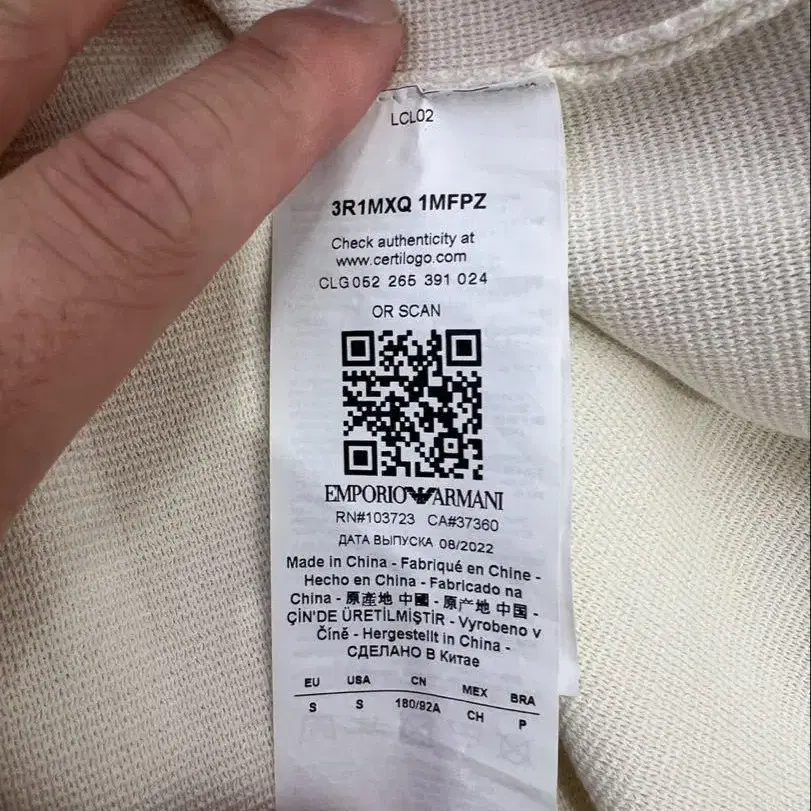 LCL02
3R1MXQ 1MFPZ
Check authenticity at
www.certilogo.com
CLG 052 265 391 024
OR SCAN
EMPORIO ARMANI
RN#103723 CA#37360
ДАТА ВЫПУСКА 08/2022
Made in China - Fabriqué en Chine -
Hecho en China - Fabricado na
China - 原產地 中國 - 原产地 中国 -
ÇİN'DE ÜRETİLMİŞTİR - Vyrobeno v
Číně - Hergestellt in China -
СДЕЛАНО В Китае
EU USA CN MEX BRA
S S 180/92A CH P